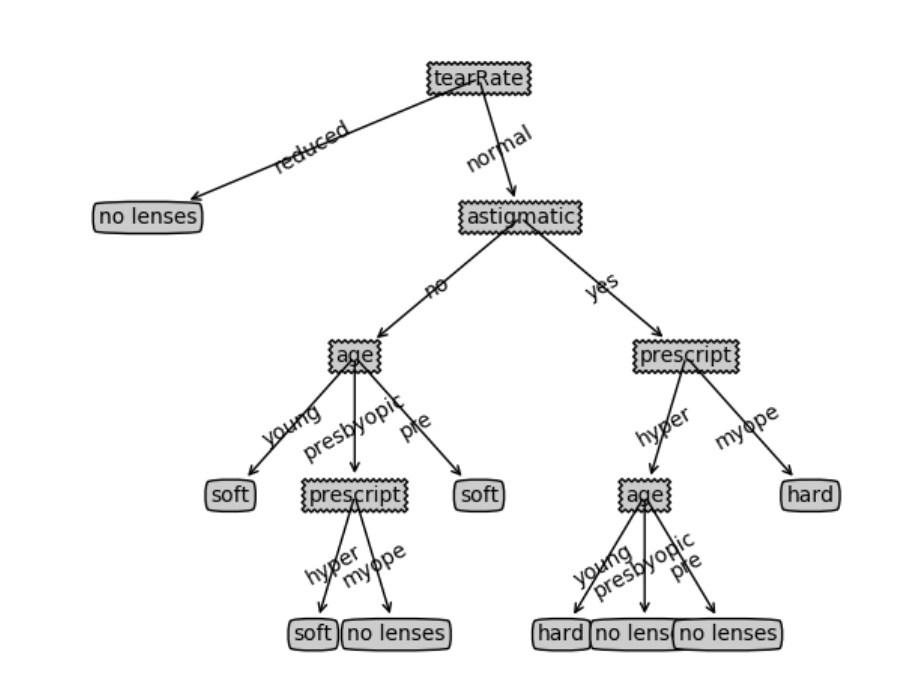 tearRate
reduced
normal
no lenses
astigmatic
no
yes
age
prescript
young
presbyopic
pre
hyper
myope
soft
prescript
soft
age
hard
hyper
myope
young
presbyopic
pre
soft
no lenses
hard
no lens
no lenses